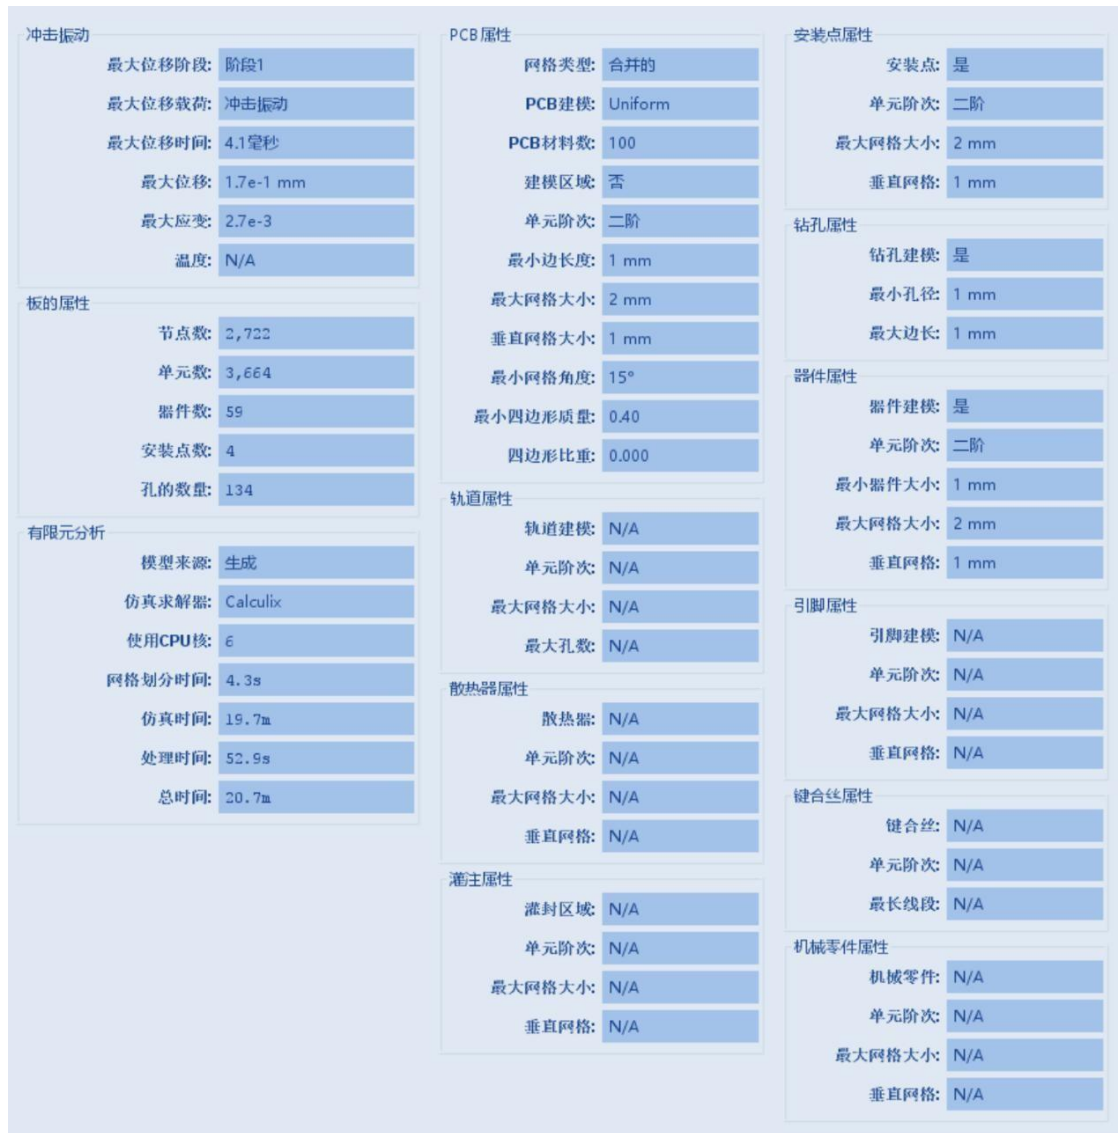 冲击振动
最大位移阶段: 阶段1
最大位移载荷: 冲击振动
最大位移时间: 4.1毫秒
最大位移: 1.7e-1 mm
最大应变: 2.7e-3
温度: N/A
板的属性
节点数: 2,722
单元数: 3,664
器件数: 59
安装点数: 4
孔的数量: 134
有限元分析
模型来源: 生成
仿真求解器: Calculix
使用CPU核: 6
网格划分时间: 4.3s
仿真时间: 19.7m
处理时间: 52.9s
总时间: 20.7m
PCB属性
网格类型: 合并的
PCB建模: Uniform
PCB材料数: 100
建模区域: 否
单元阶次: 二阶
最小边长度: 1 mm
最大网格大小: 2 mm
垂直网格大小: 1 mm
最小网格角度: 15°
最小四边形质量: 0.40
四边形比重: 0.000
轨道属性
轨道建模: N/A
单元阶次: N/A
最大网格大小: N/A
最大孔数: N/A
散热器属性
散热器: N/A
单元阶次: N/A
最大网格大小: N/A
垂直网格: N/A
灌注属性
灌封区域: N/A
单元阶次: N/A
最大网格大小: N/A
垂直网格: N/A
安装点属性
安装点: 是
单元阶次: 二阶
最大网格大小: 2 mm
垂直网格: 1 mm
钻孔属性
钻孔建模: 是
最小孔径: 1 mm
最大边长: 1 mm
器件属性
器件建模: 是
单元阶次: 二阶
最小器件大小: 1 mm
最大网格大小: 2 mm
垂直网格: 1 mm
引脚属性
引脚建模: N/A
单元阶次: N/A
最大网格大小: N/A
垂直网格: N/A
键合丝属性
键合丝: N/A
单元阶次: N/A
最长线段: N/A
机械零件属性
机械零件: N/A
单元阶次: N/A
最大网格大小: N/A
垂直网格: N/A